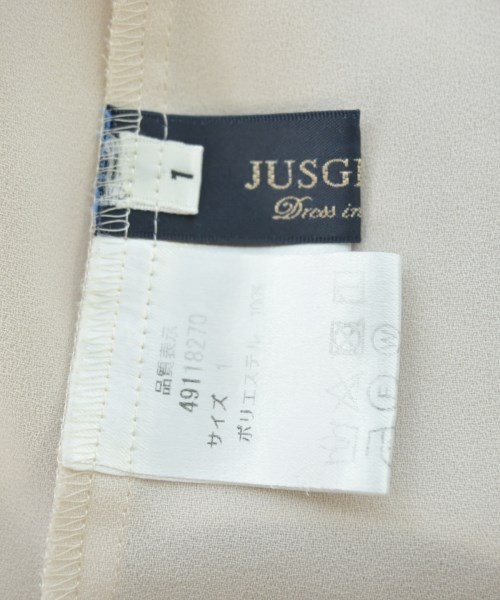 1
JUSGL
Dress in
品質表示
49118270
サイズ 1
ポリエステル 100%